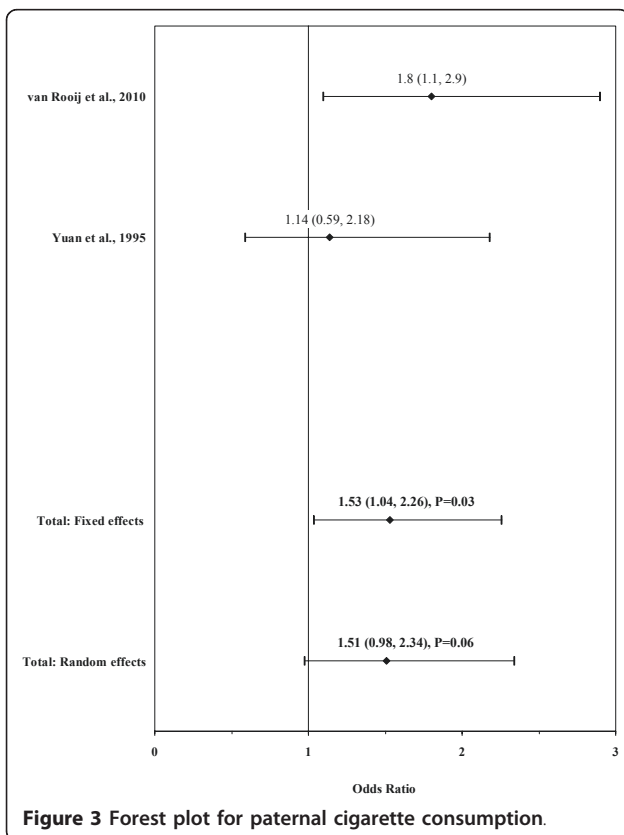 1.8 (1.1, 2.9)
van Rooij et al., 2010
1.14 (0.59, 2.18)
Yuan et al., 1995
1.53 (1.04, 2.26), P=0.03
Total: Fixed effects
1.51 (0.98, 2.34), P=0.06
Total: Random effects
0 1 2 3
Odds Ratio
Figure 3 Forest plot for paternal cigarette consumption.